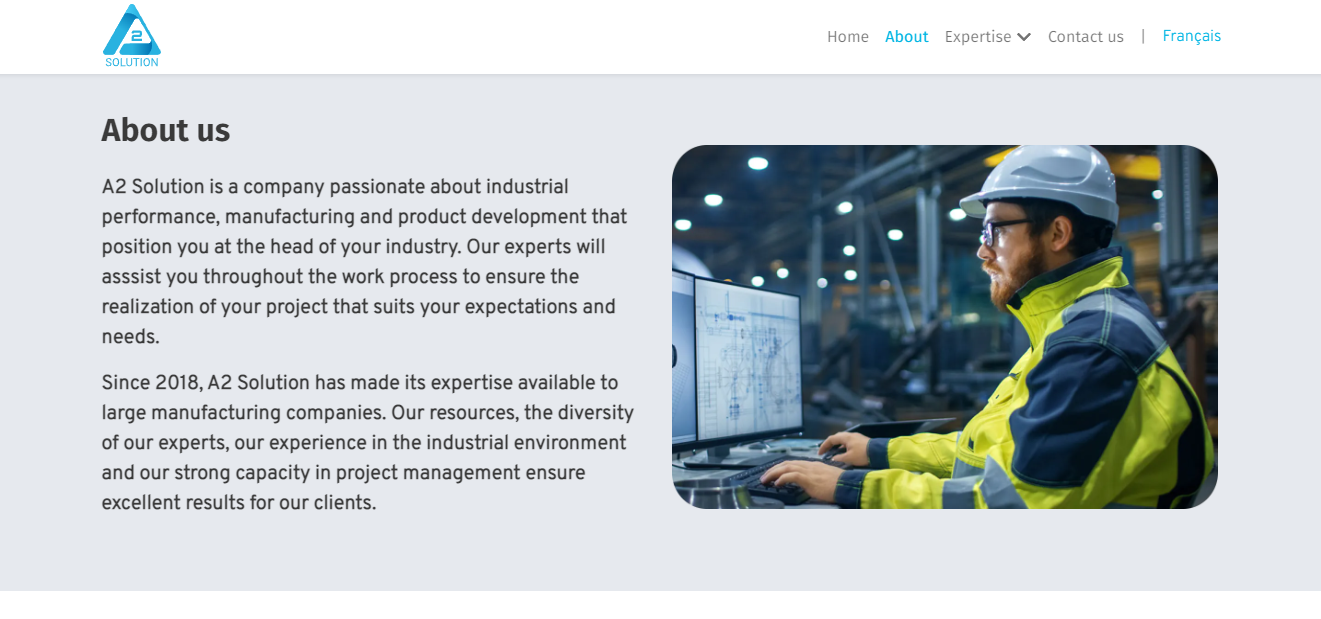 2
SOLUTION
Home About Expertise Contact us | Français
About us
A2 Solution is a company passionate about industrial
performance, manufacturing and product development that
position you at the head of your industry. Our experts will
asssist you throughout the work process to ensure the
realization of your project that suits your expectations and
needs.
Since 2018, A2 Solution has made its expertise available to
large manufacturing companies. Our resources, the diversity
of our experts, our experience in the industrial environment
and our strong capacity in project management ensure
excellent results for our clients.